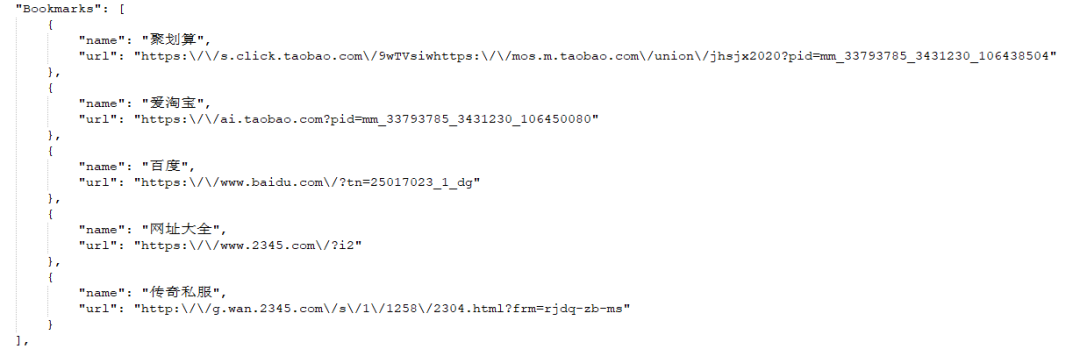 "Bookmarks": [
{
"name": "聚划算",
"url": "https:\/\/s.click.taobao.com\/9wTVsiwhttps:\/\/mos.m.taobao.com\/union\/jhsjx2020?pid=mm_33793785_3431230_106438504"
},
{
"name": "爱淘宝",
"url": "https:\/\/ai.taobao.com?pid=mm_33793785_3431230_106450080"
},
{
"name": "百度",
"url": "https:\/\/www.baidu.com\/?tn=25017023_1_dg"
},
{
"name": "网址大全",
"url": "https:\/\/www.2345.com\/?i2"
},
{
"name": "传奇私服",
"url": "http:\/\/g.wan.2345.com\/s\/1\/1258\/2304.html?frm=rjdq-zb-ms"
}
],